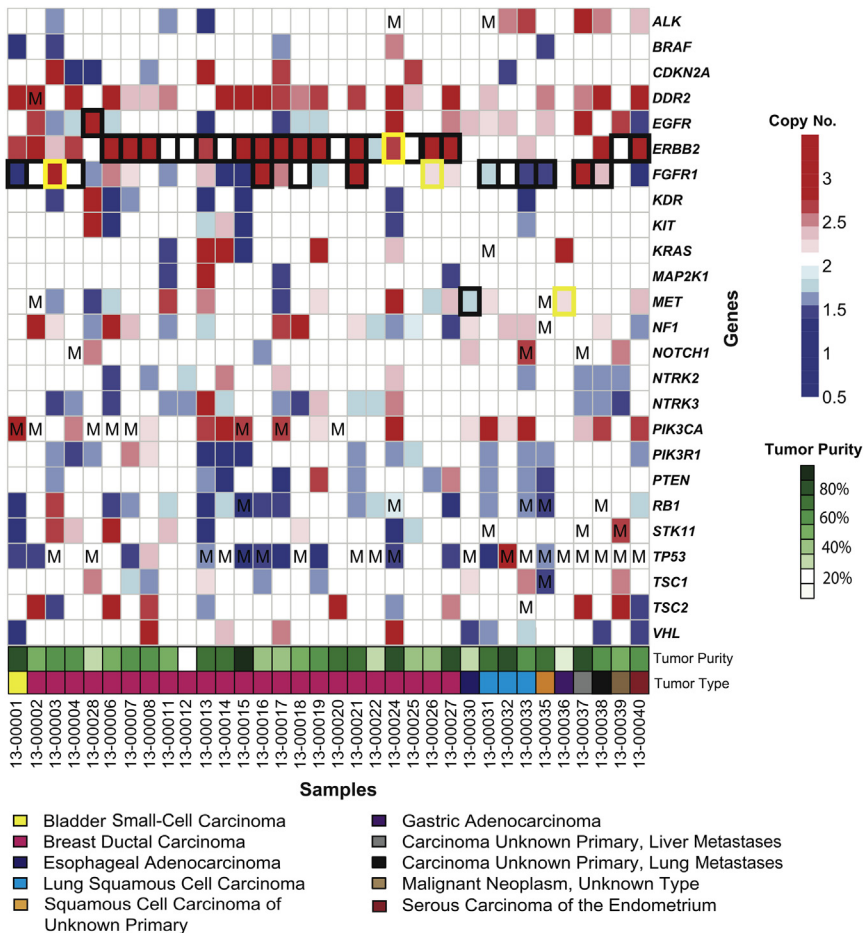 M M ALK
BRAF
CDKN2A
M DDR2
EGFR
ERBB2
FGFR1
KDR
KIT
M KRAS
MAP2K1
M M MET
M NF1
M M M NOTCH1
NTRK2
NTRK3
M M M M M M M M PIK3CA
PIK3R1
PTEN
M M M M M RB1
M M M STK11
M M M M M M M M M M M M M M M M M M M TP53
M TSC1
M TSC2
VHL
Tumor Purity
Tumor Type
Genes
Copy No.
3
2.5
2
1.5
1
0.5
Tumor Purity
80%
60%
40%
20%
13-00001
13-00002
13-00003
13-00004
13-00028
13-00006
13-00007
13-00008
13-00011
13-00012
13-00013
13-00014
13-00015
13-00016
13-00017
13-00018
13-00019
13-00020
13-00021
13-00022
13-00024
13-00025
13-00026
13-00027
13-00030
13-00031
13-00032
13-00033
13-00035
13-00036
13-00037
13-00038
13-00039
13-00040
Samples
Bladder Small-Cell Carcinoma
Breast Ductal Carcinoma
Esophageal Adenocarcinoma
Lung Squamous Cell Carcinoma
Squamous Cell Carcinoma of
Unknown Primary
Gastric Adenocarcinoma
Carcinoma Unknown Primary, Liver Metastases
Carcinoma Unknown Primary, Lung Metastases
Malignant Neoplasm, Unknown Type
Serous Carcinoma of the Endometrium